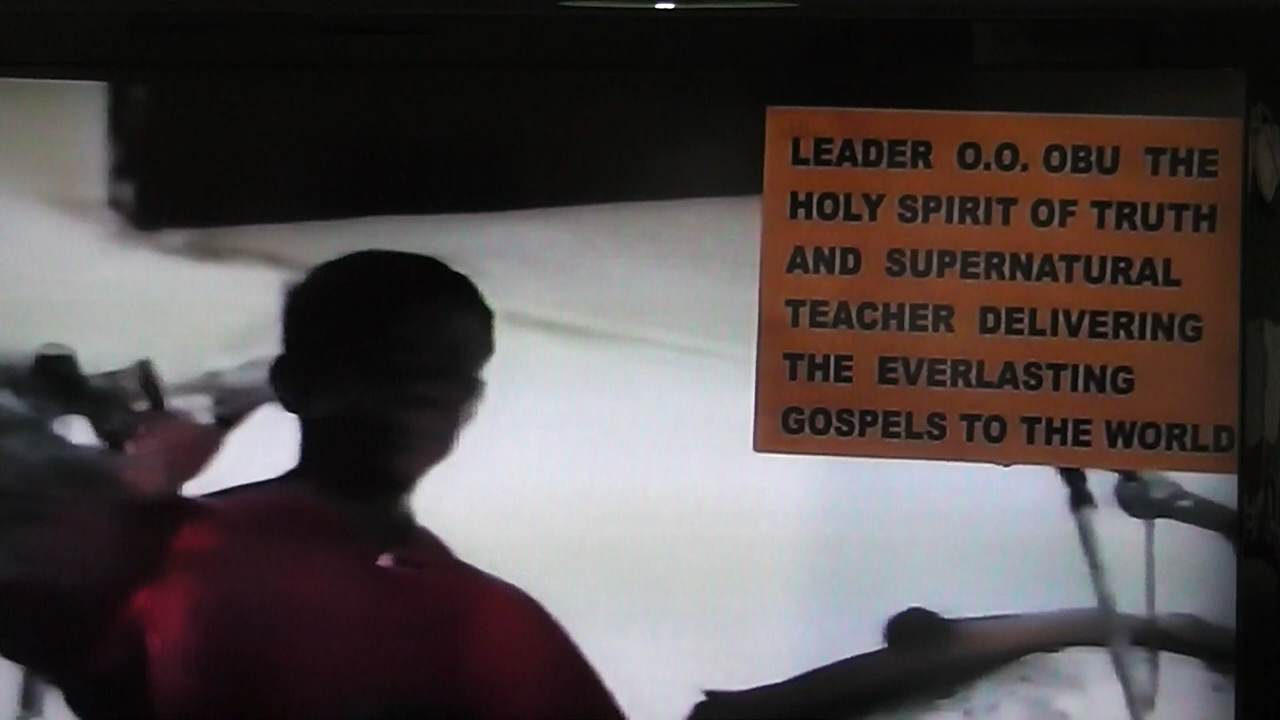 LEADER O.O. OBU THE
HOLY SPIRIT OF TRUTH
AND SUPERNATURAL
TEACHER DELIVERING
THE EVERLASTING
GOSPELS TO THE WORLD